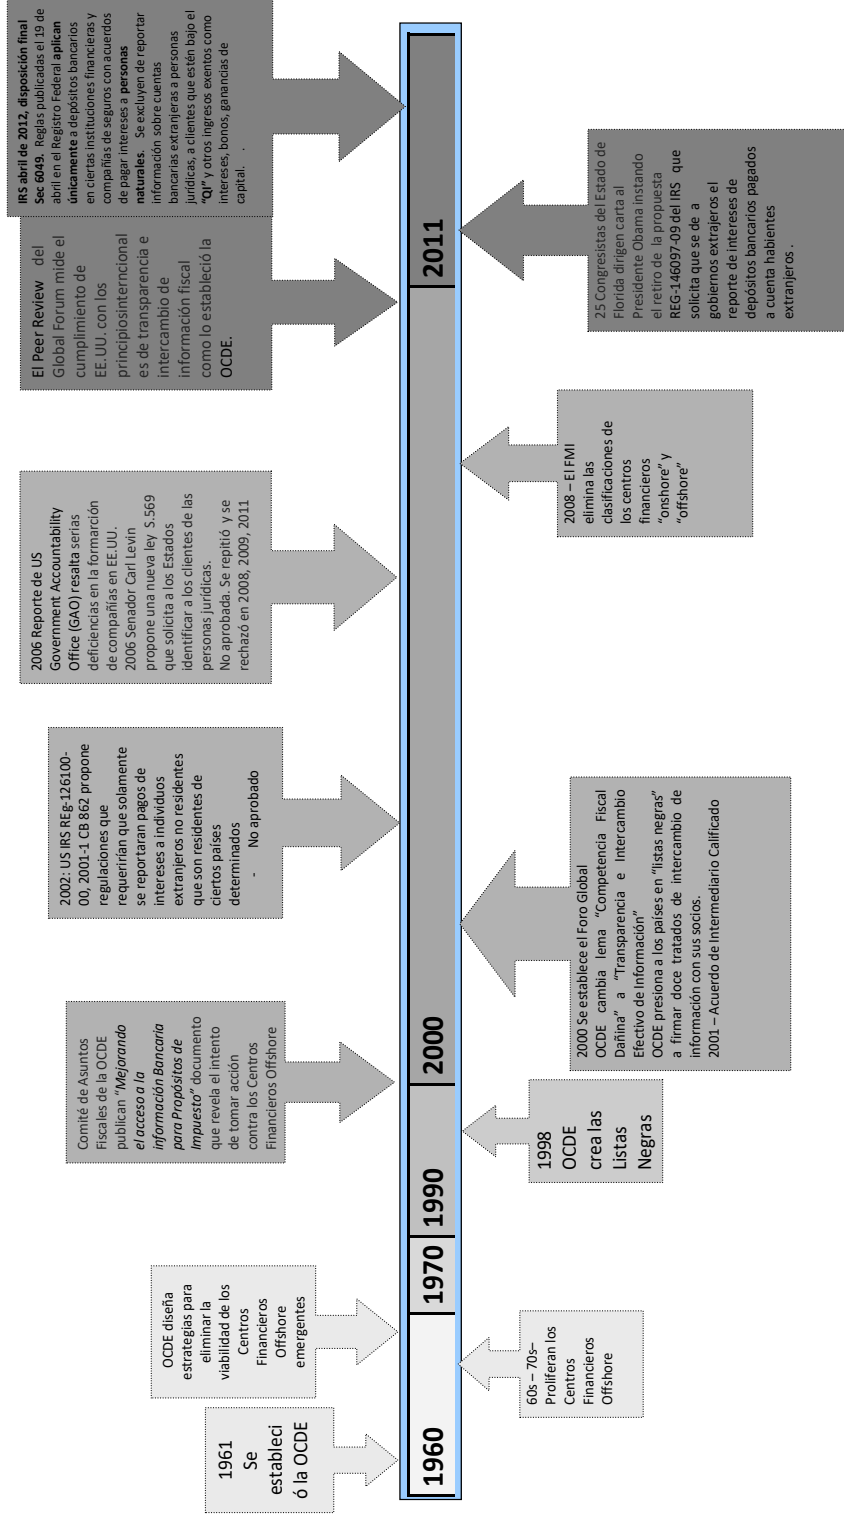 1961
Se
estableci
ó la OCDE
OCDE diseña
estrategias para
eliminar la
viabilidad de los
Centros
Financieros
Offshore
emergentes
Comité de Asuntos
Fiscales de la OCDE
publican “Mejorando
el acceso a la
información Bancaria
para Propósitos de
Impuesto” documento
que revela el intento
de tomar acción
contra los Centros
Financieros Offshore
2002: US IRS REg-126100-
00, 2001-1 CB 862 propone
regulaciones que
requerirían que solamente
se reportaran pagos de
intereses a individuos
extranjeros no residentes
que son residentes de
ciertos países
determinados
- No aprobado
2006 Reporte de US
Government Accountability
Office (GAO) resalta serias
deficiencias en la formarción
de compañías en EE.UU.
2006 Senador Carl Levin
propone una nueva ley S.569
que solicita a los Estados
identificar a los clientes de las
personas jurídicas.
No aprobada. Se repitió y se
rechazó en 2008, 2009, 2011
El Peer Review del
Global Forum mide el
cumplimiento de
EE.UU. con los
principiosinterncional
es de transparencia e
intercambio de
información fiscal
como lo estableció la
OCDE.
IRS abril de 2012, disposición final
Sec 6049. Reglas publicadas el 19 de
abril en el Registro Federal aplican
únicamente a depósitos bancarios
en ciertas instituciones financieras y
compañías de seguros con acuerdos
de pagar intereses a personas
naturales. Se excluyen de reportar
información sobre cuentas
bancarias extranjeras a personas
jurídicas, a clientes que estén bajo el
“QI” y otros ingresos exentos como
intereses, bonos, ganancias de
capital. .
1960
1970
1990
2000
2011
60s – 70s–
Proliferan los
Centros
Financieros
Offshore
1998
OCDE
crea las
Listas
Negras
2000 Se establece el Foro Global
OCDE cambia lema “Competencia Fiscal
Dañina” a “Transparencia e Intercambio
Efectivo de Información”
OCDE presiona a los países en “listas negras”
a firmar doce tratados de intercambio de
información con sus socios.
2001 – Acuerdo de Intermediario Calificado
2008 – El FMI
elimina las
clasificaciones de
los centros
financieros
“onshore” y
“offshore”
25 Congresistas del Estado de
Florida dirigen carta al
Presidente Obama instando
el retiro de la propuesta
REG-146097-09 del IRS que
solicita que se de a
gobiernos extrajeros el
reporte de intereses de
depósitos bancarios pagados
a cuenta habientes
extranjeros .